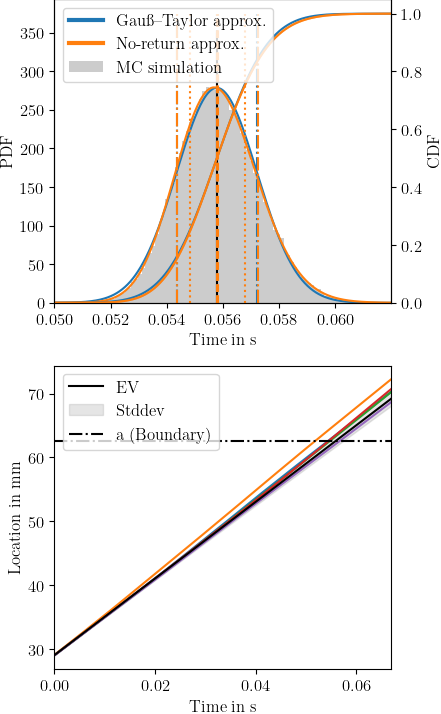 Gauß–Taylor approx.
No-return approx.
MC simulation
PDF
350
300
250
200
150
100
50
0
1.0
0.8
0.6
0.4
0.2
0.0
CDF
0.050 0.052 0.054 0.056 0.058 0.060
Time in s
EV
Stddev
a (Boundary)
Location in mm
70
60
50
40
30
0.00 0.02 0.04 0.06
Time in s